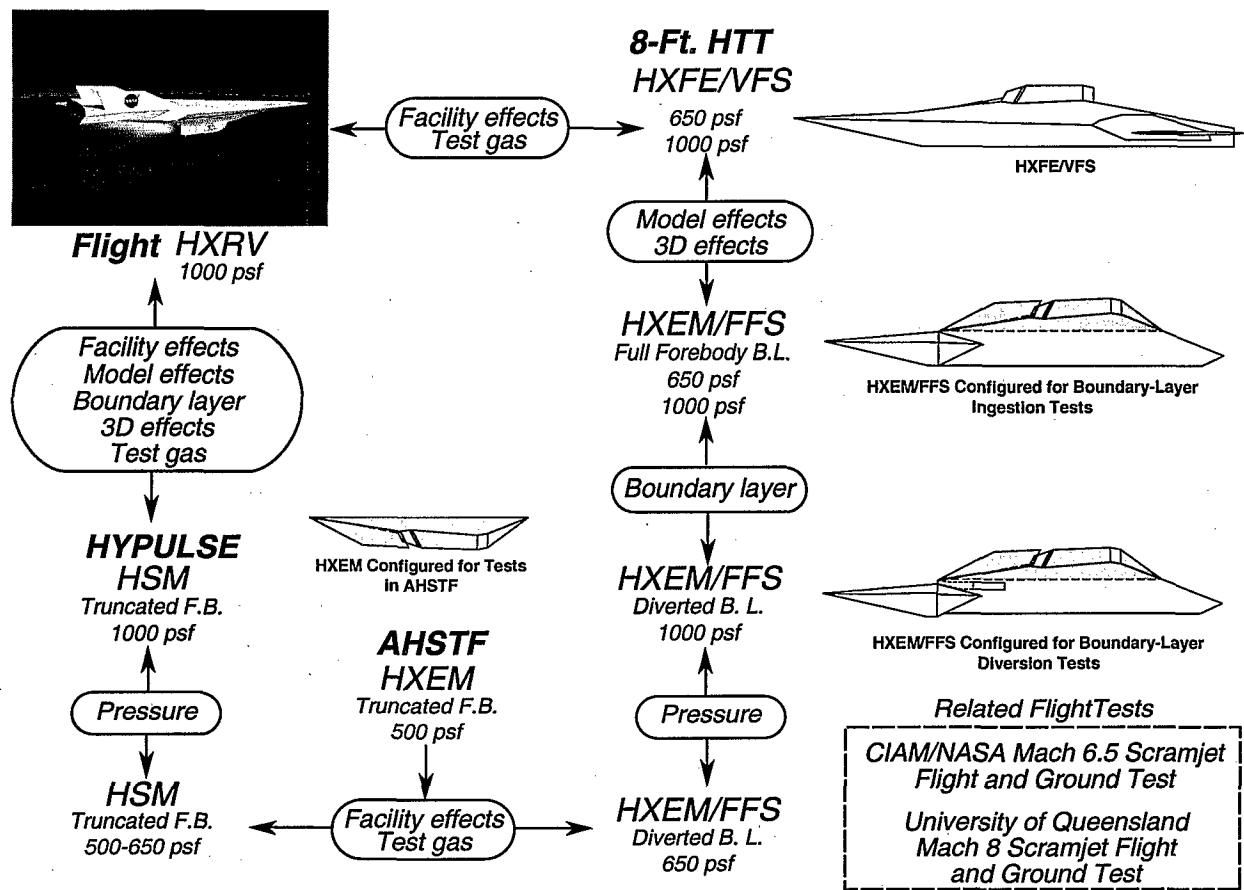 8-Ft. HTT
HXFE/VFS
650 psf
1000 psf
Facility effects
Test gas
HXFE/VFS
Model effects
3D effects
Flight HXRV
1000 psf
HXEM/FFS
Full Forebody B.L.
650 psf
1000 psf
HXEM/FFS Configured for Boundary-Layer
Ingestion Tests
Facility effects
Model effects
Boundary layer
3D effects
Test gas
Boundary layer
HXEM Configured for Tests
in AHSTF
HYPULSE
HSM
Truncated F.B.
1000 psf
HXEM/FFS
Diverted B. L.
1000 psf
HXEM/FFS Configured for Boundary-Layer
Diversion Tests
AHSTF
HXEM
Truncated F.B.
500 psf
Pressure
Pressure
HSM
Truncated F.B.
500-650 psf
Facility effects
Test gas
HXEM/FFS
Diverted B. L.
650 psf
Related FlightTests
CIAM/NASA Mach 6.5 Scramjet
Flight and Ground Test
University of Queensland
Mach 8 Scramjet Flight
and Ground Test